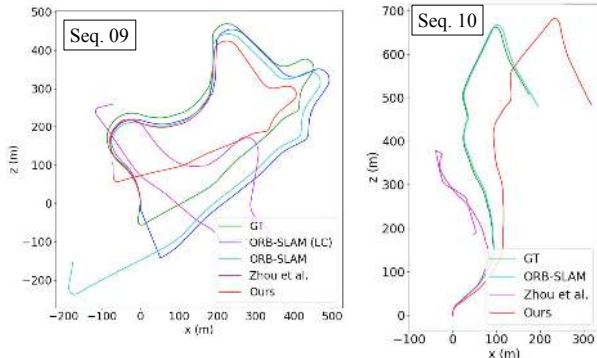 Seq. 09
500
400
300
200
100
0
−100
−200
z (m)
GT
ORB-SLAM (LC)
ORB-SLAM
Zhou et al.
Ours
−200 −100 0 100 200 300 400 500
x (m)
Seq. 10
700
600
500
400
300
200
100
0
z (m)
GT
ORB-SLAM
Zhou et al.
Ours
−100 0 100 200 300
x (m)